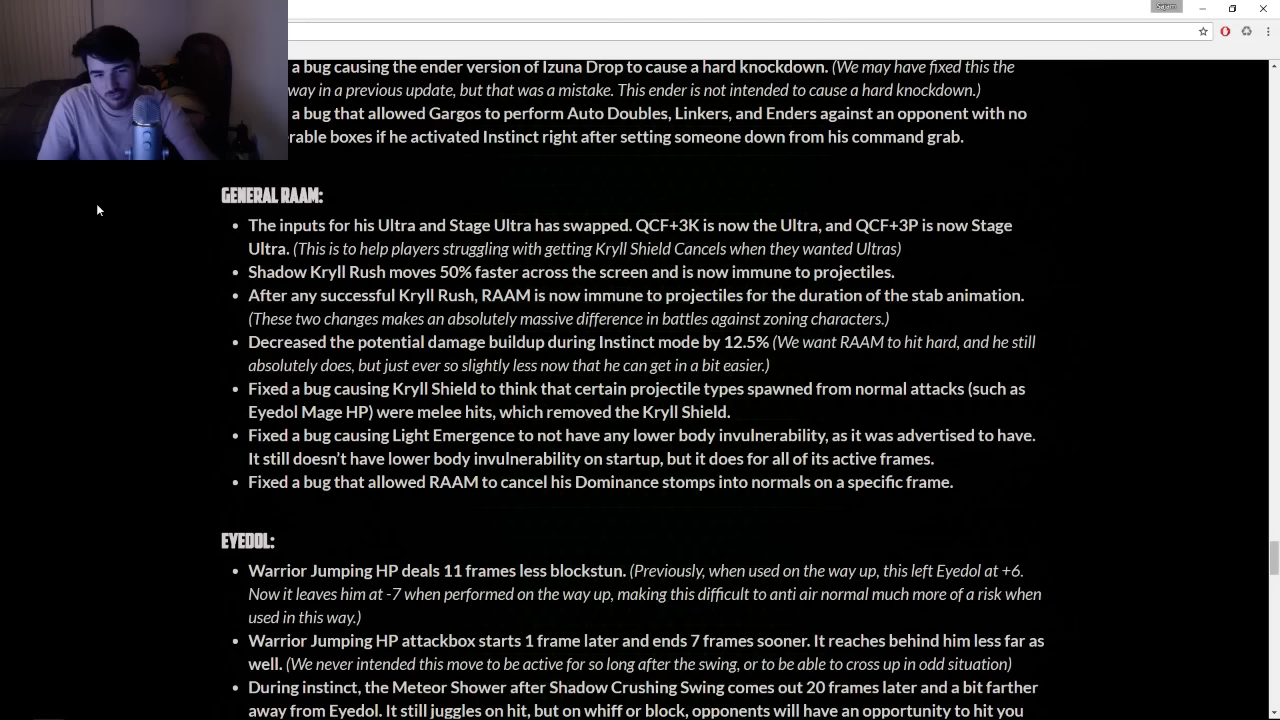 Sajam
a bug causing the ender version of Izuna Drop to cause a hard knockdown. (We may have fixed this the
way in a previous update, but that was a mistake. This ender is not intended to cause a hard knockdown.)
a bug that allowed Gargos to perform Auto Doubles, Linkers, and Enders against an opponent with no
rable boxes if he activated Instinct right after setting someone down from his command grab.
GENERAL RAAM:
• The inputs for his Ultra and Stage Ultra has swapped. QCF+3K is now the Ultra, and QCF+3P is now Stage
Ultra. (This is to help players struggling with getting Kryll Shield Cancels when they wanted Ultras)
• Shadow Kryll Rush moves 50% faster across the screen and is now immune to projectiles.
• After any successful Kryll Rush, RAAM is now immune to projectiles for the duration of the stab animation.
(These two changes makes an absolutely massive difference in battles against zoning characters.)
• Decreased the potential damage buildup during Instinct mode by 12.5% (We want RAAM to hit hard, and he still
absolutely does, but just ever so slightly less now that he can get in a bit easier.)
• Fixed a bug causing Kryll Shield to think that certain projectile types spawned from normal attacks (such as
Eyedol Mage HP) were melee hits, which removed the Kryll Shield.
• Fixed a bug causing Light Emergence to not have any lower body invulnerability, as it was advertised to have.
It still doesn't have lower body invulnerability on startup, but it does for all of its active frames.
• Fixed a bug that allowed RAAM to cancel his Dominance stomps into normals on a specific frame.
EYEDOL:
• Warrior Jumping HP deals 11 frames less blockstun. (Previously, when used on the way up, this left Eyedol at +6.
Now it leaves him at -7 when performed on the way up, making this difficult to anti air normal much more of a risk when
used in this way.)
• Warrior Jumping HP attackbox starts 1 frame later and ends 7 frames sooner. It reaches behind him less far as
well. (We never intended this move to be active for so long after the swing, or to be able to cross up in odd situation)
• During instinct, the Meteor Shower after Shadow Crushing Swing comes out 20 frames later and a bit farther
away from Eyedol. It still juggles on hit, but on whiff or block, opponents will have an opportunity to hit you